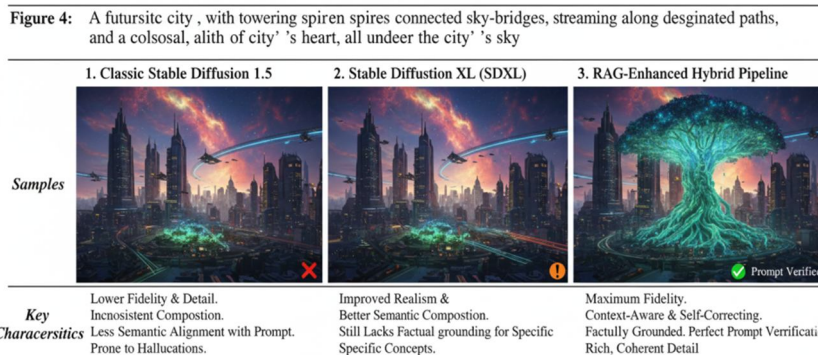 Figure 4: A futursitc city , with towering spiren spires connected sky-bridges, streaming along desginated paths,
and a colsosal, alith of city' 's heart, all undeer the city' 's sky
1. Classic Stable Diffusion 1.5
2. Stable Diffustion XL (SDXL)
3. RAG-Enhanced Hybrid Pipeline
Samples
Prompt Verifie
Key
Characersitics
Lower Fidelity & Detail.
Incnosistent Compostion.
Less Semantic Alignment with Prompt.
Prone to Hallucations.
Improved Realism &
Better Semantic Compostion.
Still Lacks Factual grounding for Specific
Specific Concepts.
Maximum Fidelity.
Context-Aware & Self-Correcting.
Factully Grounded. Perfect Prompt Verrificati
Rich, Coherent Detail